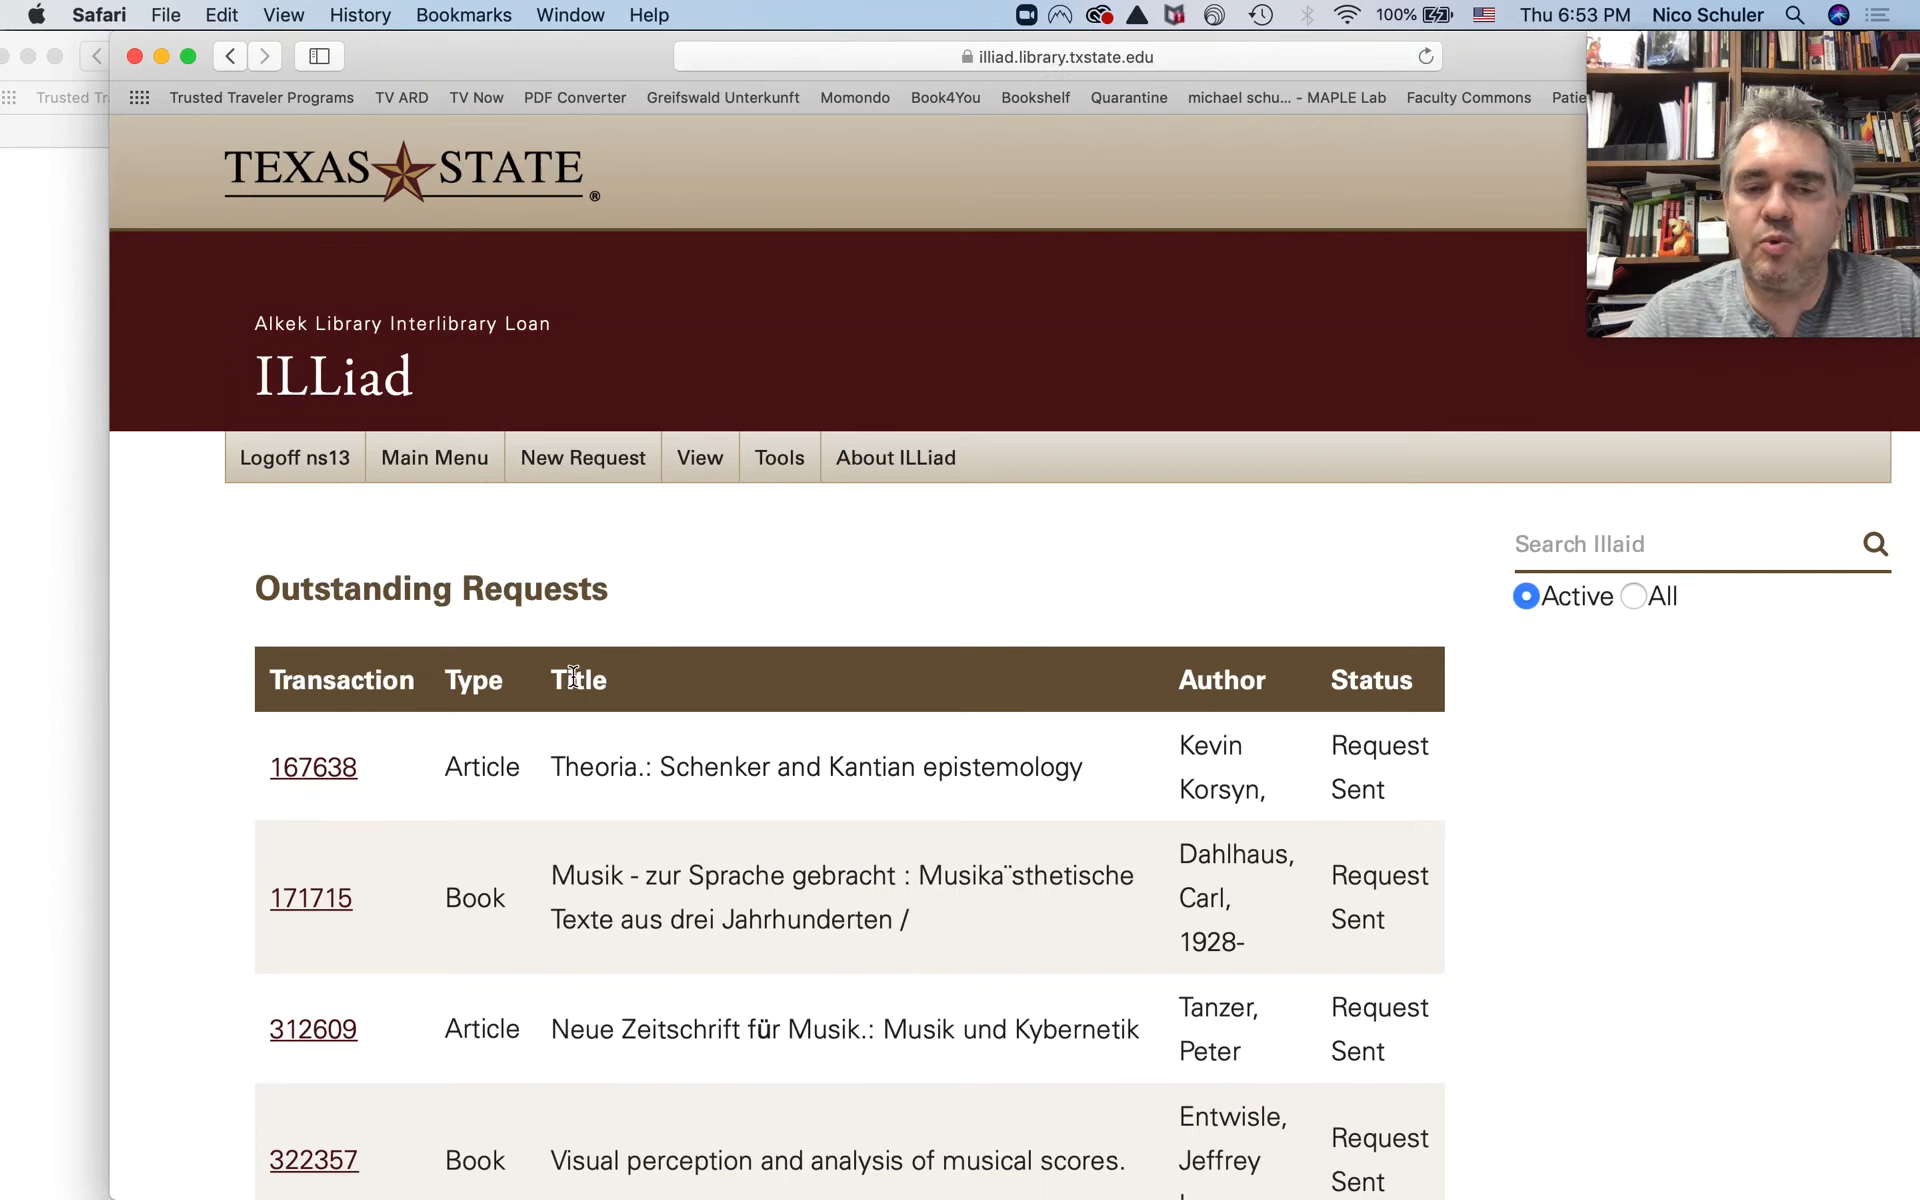 Safari File Edit View History Bookmarks Window Help 100% Thu 6:53 PM Nico Schuler
illiad.library.txstate.edu
Trusted Tr Trusted Traveler Programs TV ARD TV Now PDF Converter Greifswald Unterkunft Momondo Book4You Bookshelf Quarantine michael schu... - MAPLE Lab Faculty Commons Patie
TEXAS STATE ®
Alkek Library Interlibrary Loan
ILLiad
Logoff ns13 Main Menu New Request View Tools About ILLiad
Search Illaid
Active All
Outstanding Requests
Transaction Type Title Author Status
167638 Article Theoria.: Schenker and Kantian epistemology Kevin Request
Korsyn, Sent
171715 Book Musik - zur Sprache gebracht : Musika¨sthetische Dahlhaus, Request
Texte aus drei Jahrhunderten / Carl, Sent
1928-
312609 Article Neue Zeitschrift für Musik.: Musik und Kybernetik Tanzer, Request
Peter Sent
322357 Book Visual perception and analysis of musical scores. Entwisle, Request
Jeffrey Sent